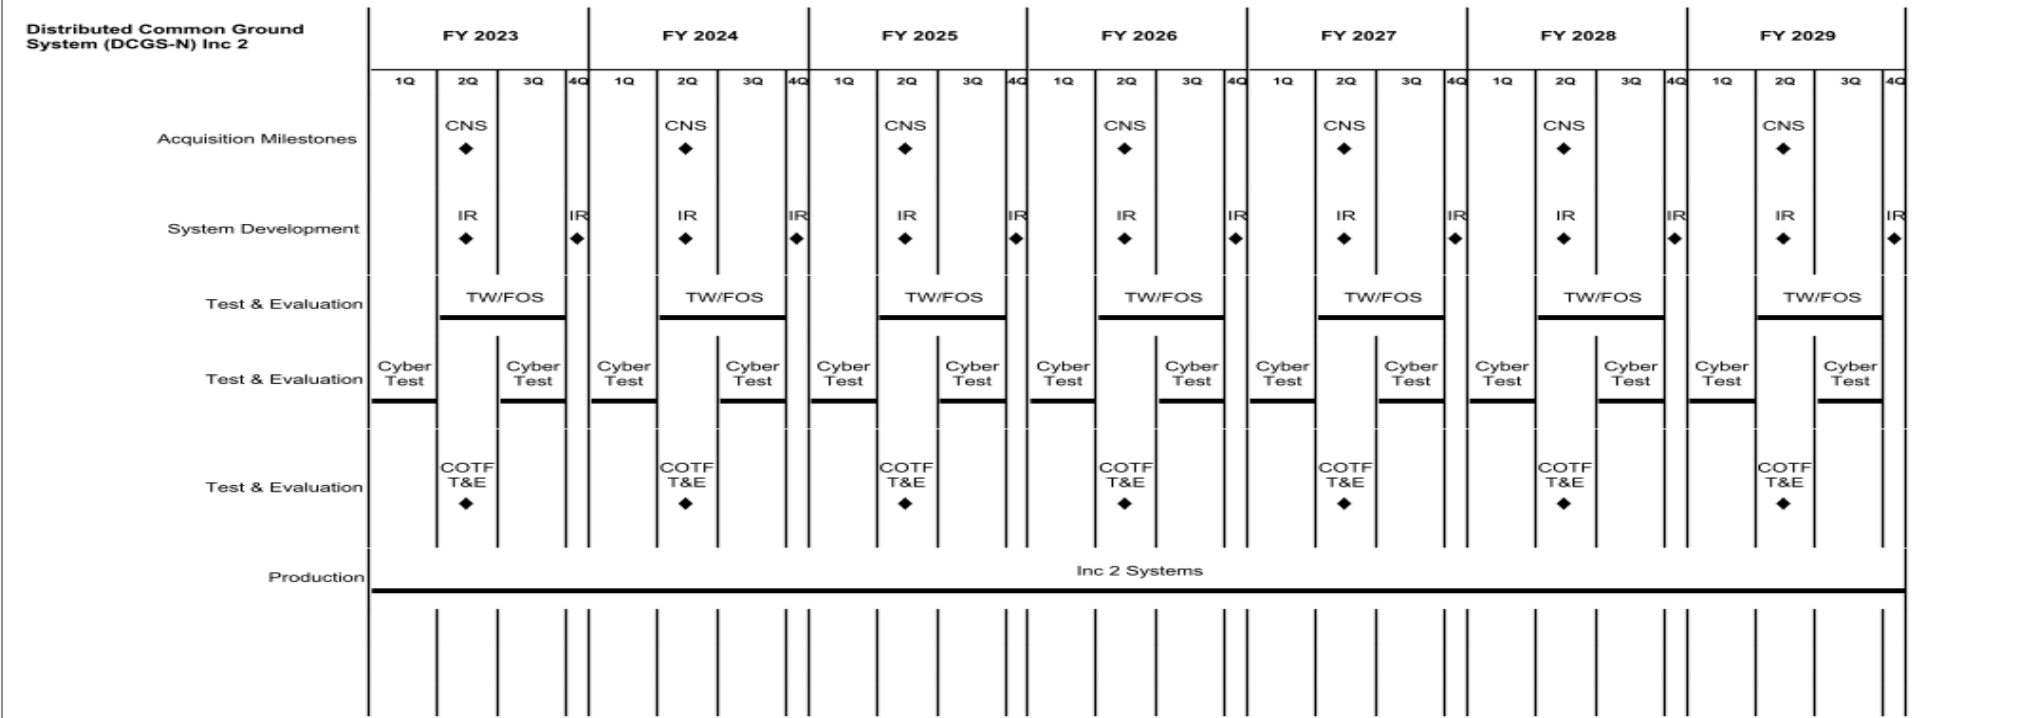 Distributed Common Ground
System (DCGS-N) Inc 2
FY 2023 FY 2024 FY 2025 FY 2026 FY 2027 FY 2028 FY 2029
1Q 2Q 3Q 4Q 1Q 2Q 3Q 4Q 1Q 2Q 3Q 4Q 1Q 2Q 3Q 4Q 1Q 2Q 3Q 4Q 1Q 2Q 3Q 4Q 1Q 2Q 3Q 4Q
CNS CNS CNS CNS CNS CNS CNS
Acquisition Milestones
IR IR IR IR IR IR IR IR IR IR IR IR IR IR
System Development
TW/FOS TW/FOS TW/FOS TW/FOS TW/FOS TW/FOS TW/FOS
Test & Evaluation
Cyber Cyber Cyber Cyber Cyber Cyber Cyber Cyber Cyber Cyber Cyber Cyber Cyber Cyber
Test & Evaluation Test Test Test Test Test Test Test Test Test Test Test Test Test Test
COTF COTF COTF COTF COTF COTF COTF
T&E T&E T&E T&E T&E T&E T&E
Test & Evaluation
Inc 2 Systems
Production